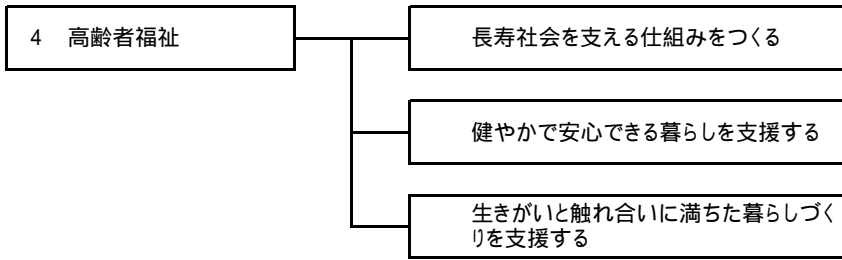 4 高齢者福祉
長寿社会を支える仕組みをつくる
健やかで安心できる暮らしを支援する
生きがいと触れ合いに満ちた暮らしづく
りを支援する